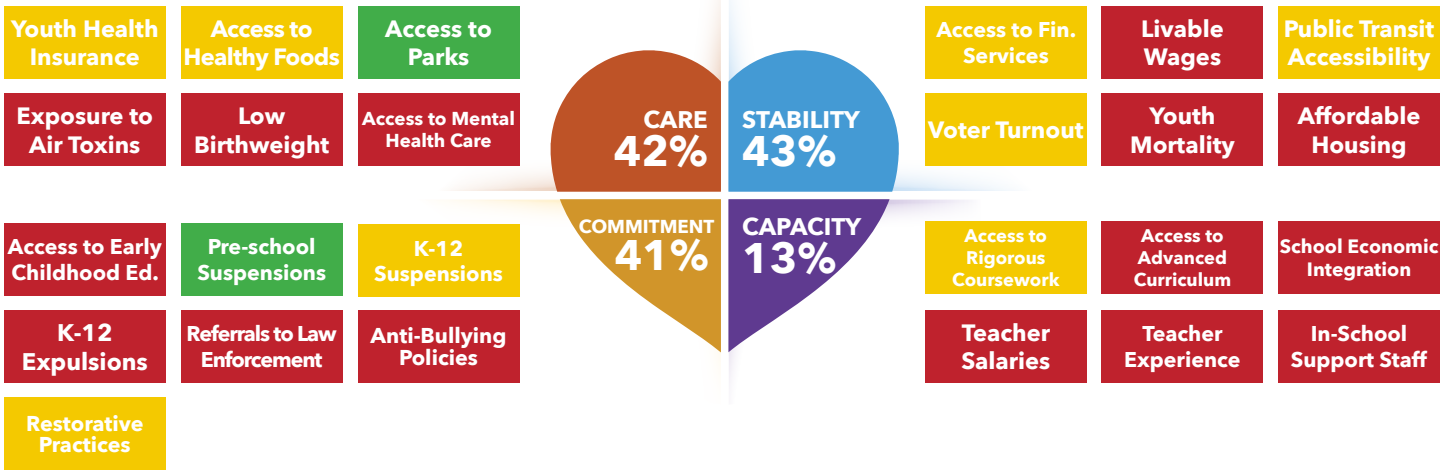 Youth Health
Insurance
Access to
Healthy Foods
Access to
Parks
Exposure to
Air Toxins
Low
Birthweight
Access to Mental
Health Care
CARE
42%
STABILITY
43%
Access to Fin.
Services
Livable
Wages
Public Transit
Accessibility
Voter Turnout
Youth
Mortality
Affordable
Housing
Access to Early
Childhood Ed.
Pre-school
Suspensions
K-12
Suspensions
K-12
Expulsions
Referrals to Law
Enforcement
Anti-Bullying
Policies
Restorative
Practices
COMMITMENT
41%
CAPACITY
13%
Access to
Rigorous
Coursework
Access to
Advanced
Curriculum
School Economic
Integration
Teacher
Salaries
Teacher
Experience
In-School
Support Staff